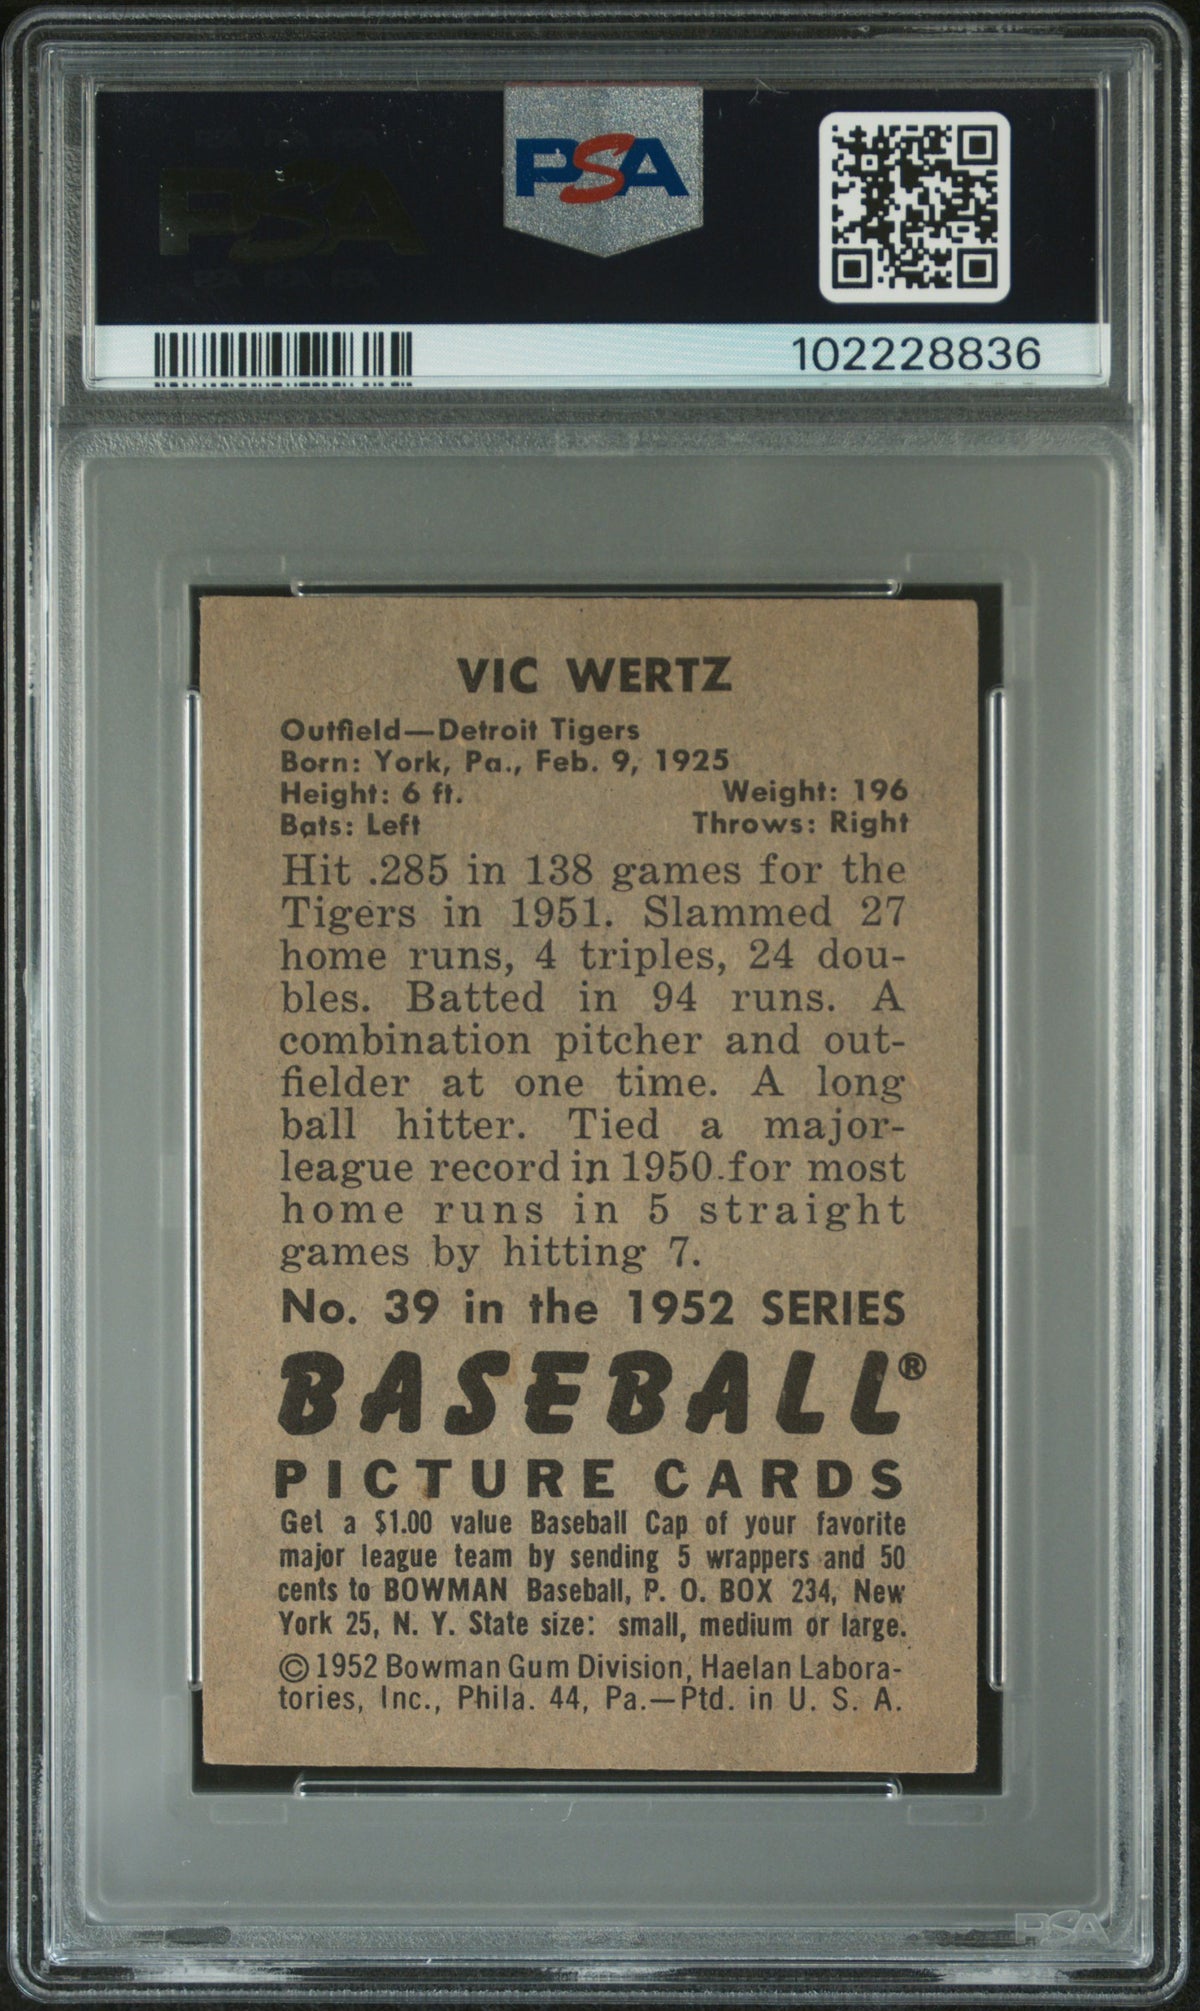 PSA
PSA
102228836
VIC WERTZ
Outfield—Detroit Tigers
Born: York, Pa., Feb. 9, 1925
Height: 6 ft. Weight: 196
Bats: Left Throws: Right
Hit .285 in 138 games for the
Tigers in 1951. Slammed 27
home runs, 4 triples, 24 dou-
bles. Batted in 94 runs. A
combination pitcher and out-
fielder at one time. A long
ball hitter. Tied a major-
league record in 1950 for most
home runs in 5 straight
games by hitting 7.
No. 39 in the 1952 SERIES
BASEBALL®
PICTURE CARDS
Get a $1.00 value Baseball Cap of your favorite
major league team by sending 5 wrappers and 50
cents to BOWMAN Baseball, P. O. BOX 234, New
York 25, N. Y. State size: small, medium or large.
© 1952 Bowman Gum Division, Haelan Labora-
tories, Inc., Phila. 44, Pa.—Ptd. in U. S. A.
PSA